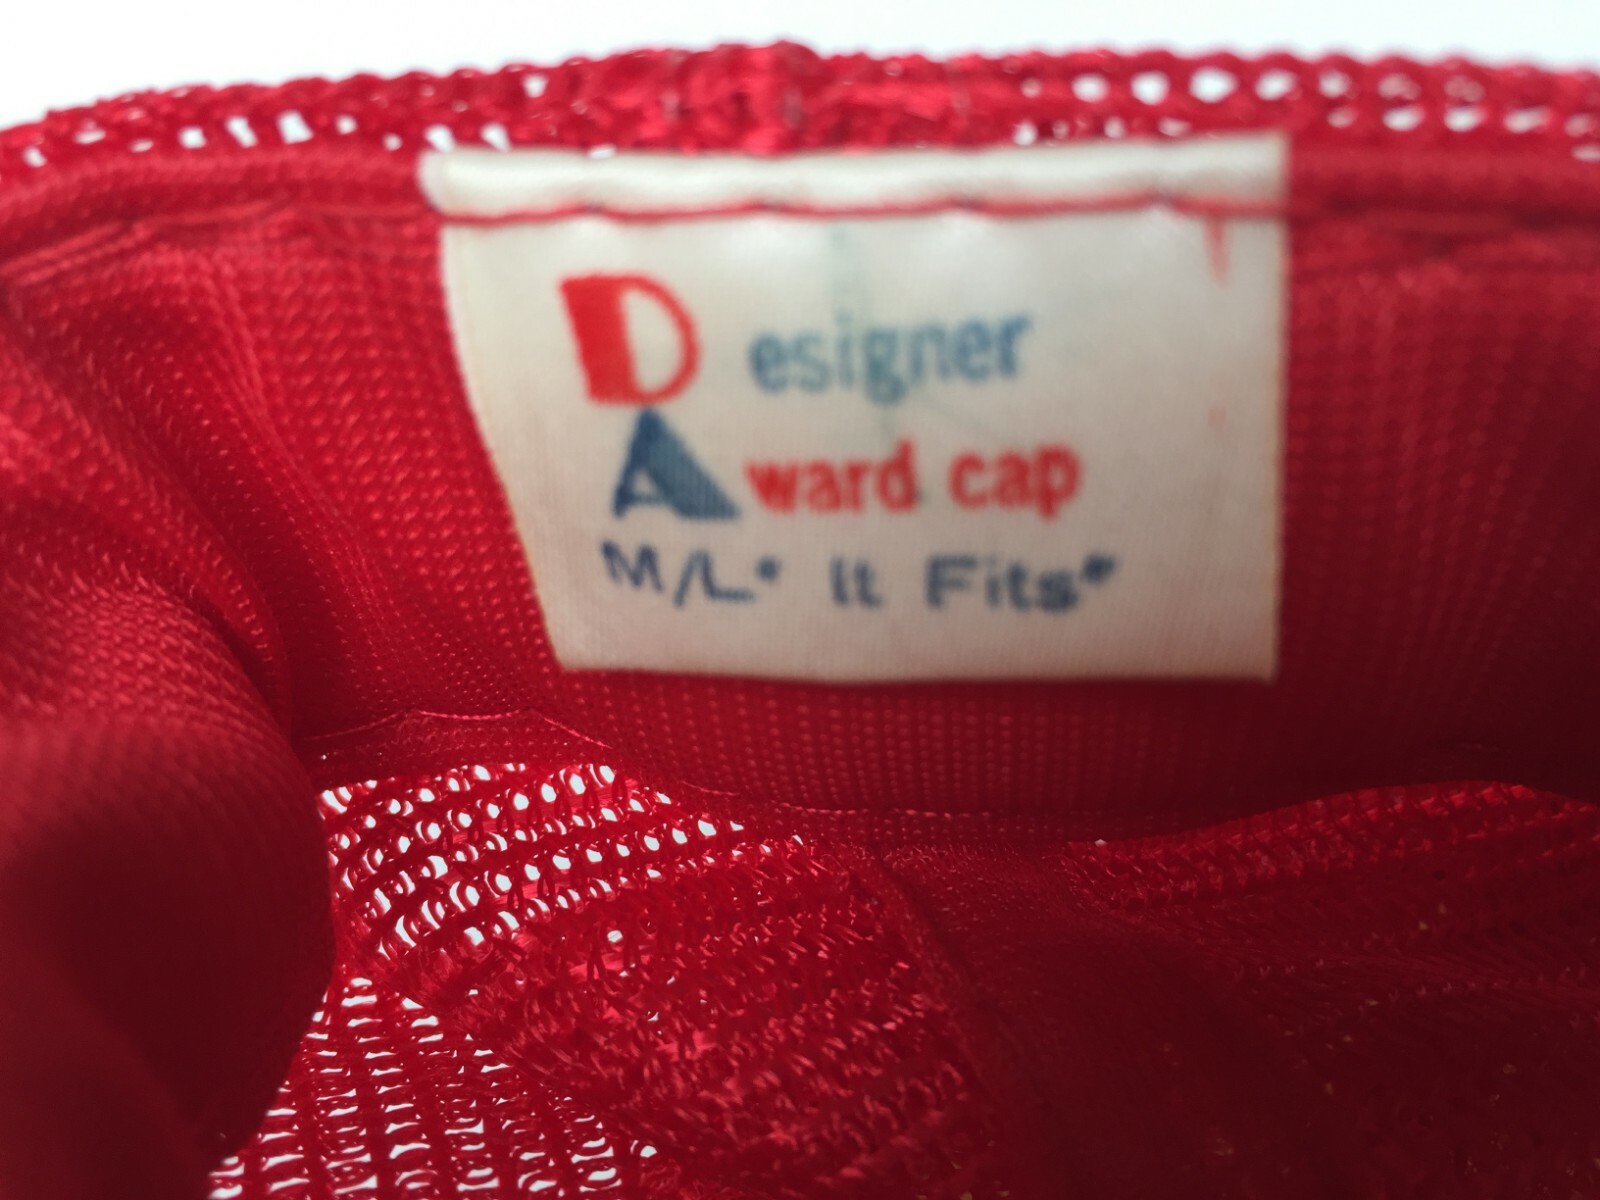 Designer
Award cap
M/L* It Fits*